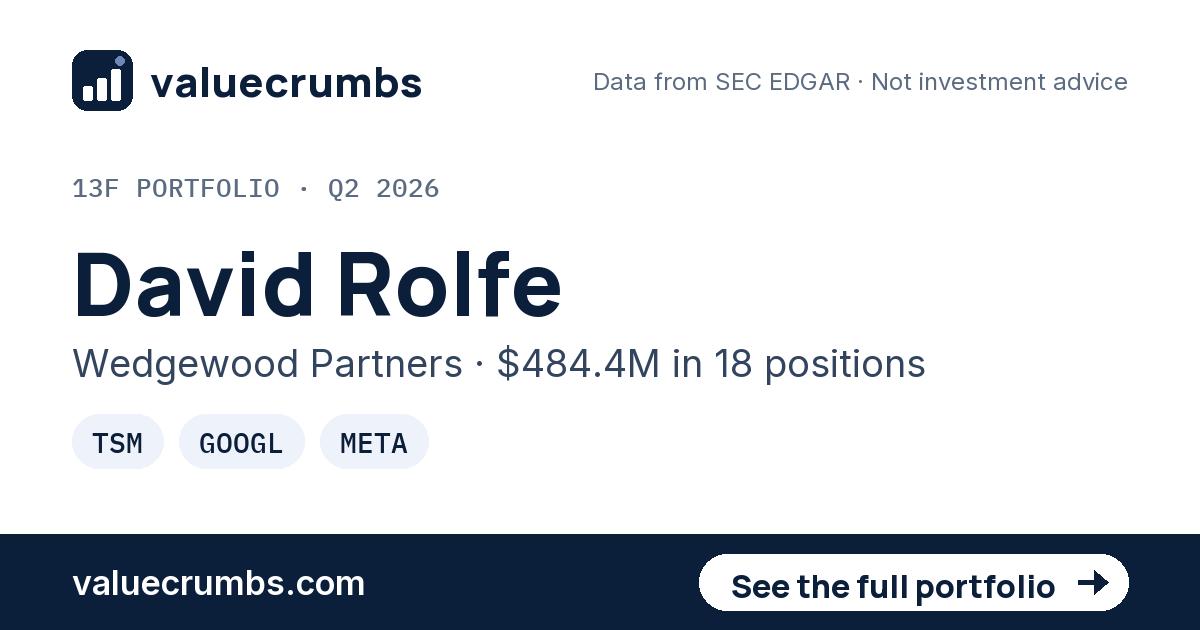 valuecrumbs
Data from SEC EDGAR · Not investment advice
13F PORTFOLIO · Q2 2026
David Rolfe
Wedgewood Partners · $484.4M in 18 positions
TSM GOOGL META
valuecrumbs.com
See the full portfolio →